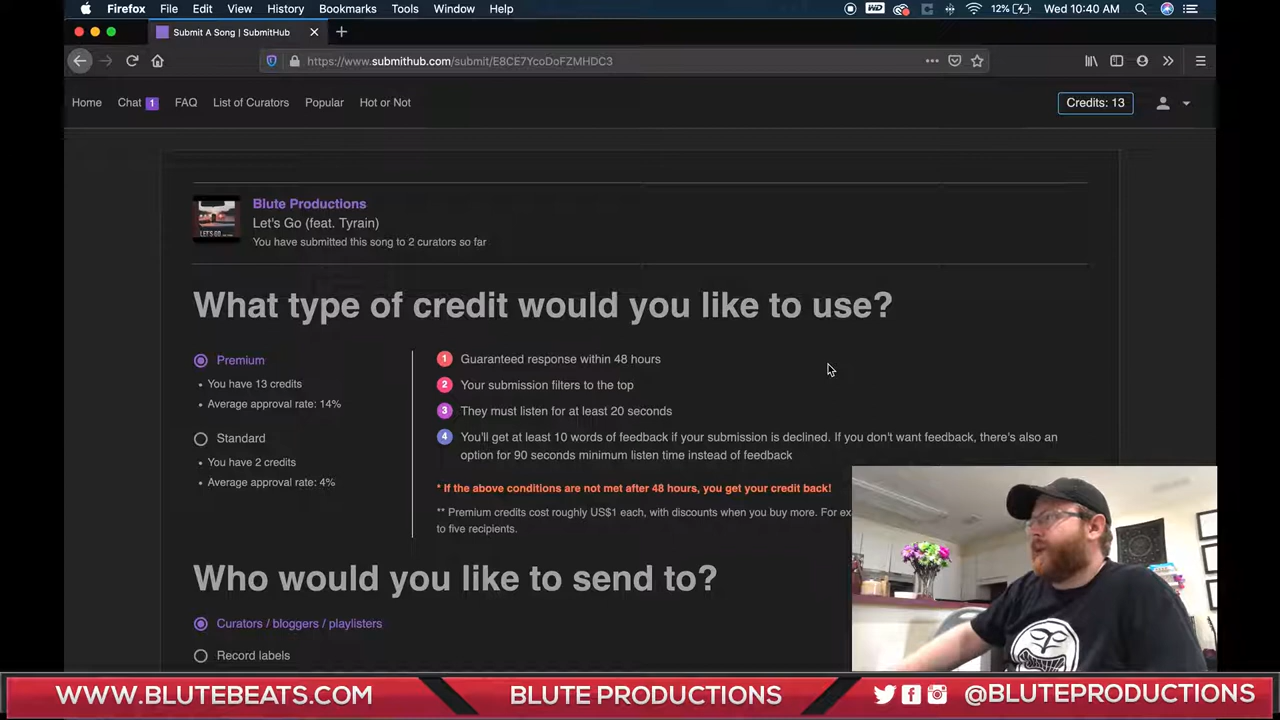 Firefox File Edit View History Bookmarks Tools Window Help
12% Wed 10:40 AM
Submit A Song | SubmitHub
https://www.submithub.com/submit/E8CE7YcoDoFZMHDC3
Home Chat 1 FAQ List of Curators Popular Hot or Not Credits: 13
Blute Productions
Let's Go (feat. Tyrain)
You have submitted this song to 2 curators so far
What type of credit would you like to use?
Premium
• You have 13 credits
• Average approval rate: 14%
Standard
• You have 2 credits
• Average approval rate: 4%
1 Guaranteed response within 48 hours
2 Your submission filters to the top
3 They must listen for at least 20 seconds
4 You'll get at least 10 words of feedback if your submission is declined. If you don't want feedback, there's also an
option for 90 seconds minimum listen time instead of feedback
* If the above conditions are not met after 48 hours, you get your credit back!
** Premium credits cost roughly US$1 each, with discounts when you buy more. For ex
to five recipients.
Who would you like to send to?
Curators / bloggers / playlisters
Record labels
WWW.BLUTEBEATS.COM BLUTE PRODUCTIONS @BLUTEPRODUCTIONS